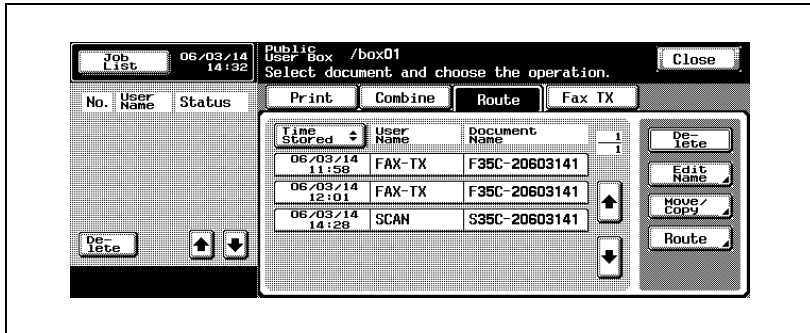 Job List
06/03/14 14:32
Public User Box /box01
Select document and choose the operation.
Close
No. User Name Status
Print Combine Route Fax TX
Time Stored User Name Document Name 1/1
06/03/14 11:58 FAX-TX F35C-20603141
06/03/14 12:01 FAX-TX F35C-20603141
06/03/14 14:28 SCAN S35C-20603141
De-lete
Edit Name
Move/Copy
Route
De-lete